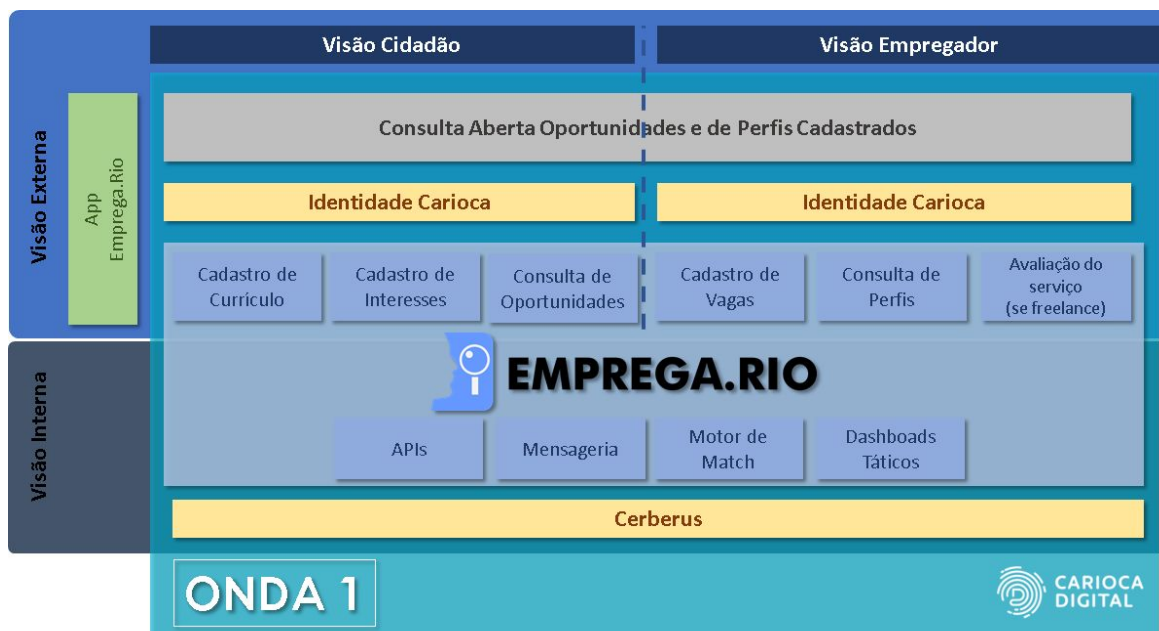 Visão Cidadão
Visão Empregador
Visão Externa
App
Emprega.Rio
Consulta Aberta Oportunidades e de Perfis Cadastrados
Identidade Carioca
Identidade Carioca
Cadastro de
Currículo
Cadastro de
Interesses
Consulta de
Oportunidades
Cadastro de
Vagas
Consulta de
Perfis
Avaliação do
serviço
(se freelance)
Visão Interna
EMPREGA.RIO
APIs
Mensageria
Motor de
Match
Dashboads
Táticos
Cerberus
ONDA 1
CARIOCA
DIGITAL